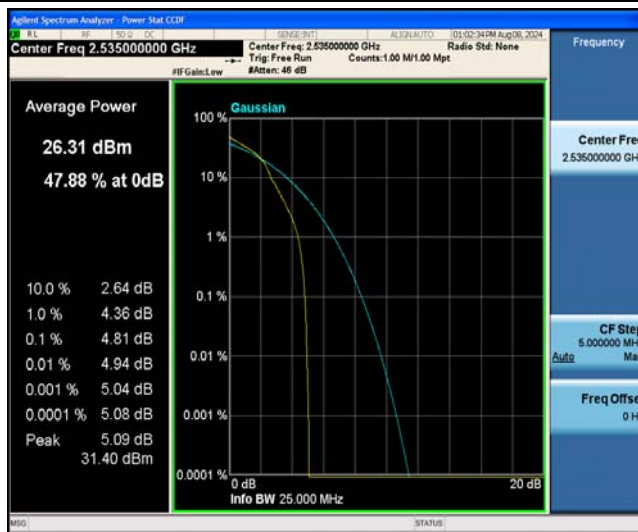 Agilent Spectrum Analyzer - Power Stat CCDF
RL RF 50 Ω DC SENSE:INT ALIGN AUTO 01:02:34 PM Aug 08, 2024
Center Freq 2.535000000 GHz
Center Freq: 2.535000000 GHz Radio Std: None
Trig: Free Run Counts:1.00 M/1.00 Mpt
#IFGain:Low #Atten: 46 dB
Frequency
Average Power
26.31 dBm
47.88 % at 0dB
10.0 % 2.64 dB
1.0 % 4.36 dB
0.1 % 4.81 dB
0.01 % 4.94 dB
0.001 % 5.04 dB
0.0001 % 5.08 dB
Peak 5.09 dB
31.40 dBm
Gaussian
100 %
10 %
1 %
0.1 %
0.01 %
0.001 %
0.0001 %
0 dB 20 dB
Info BW 25.000 MHz
Center Fre
2.535000000 GH
CF Step
5.000000 MH
Auto Ma
Freq Offse
0 H
MSG STATUS